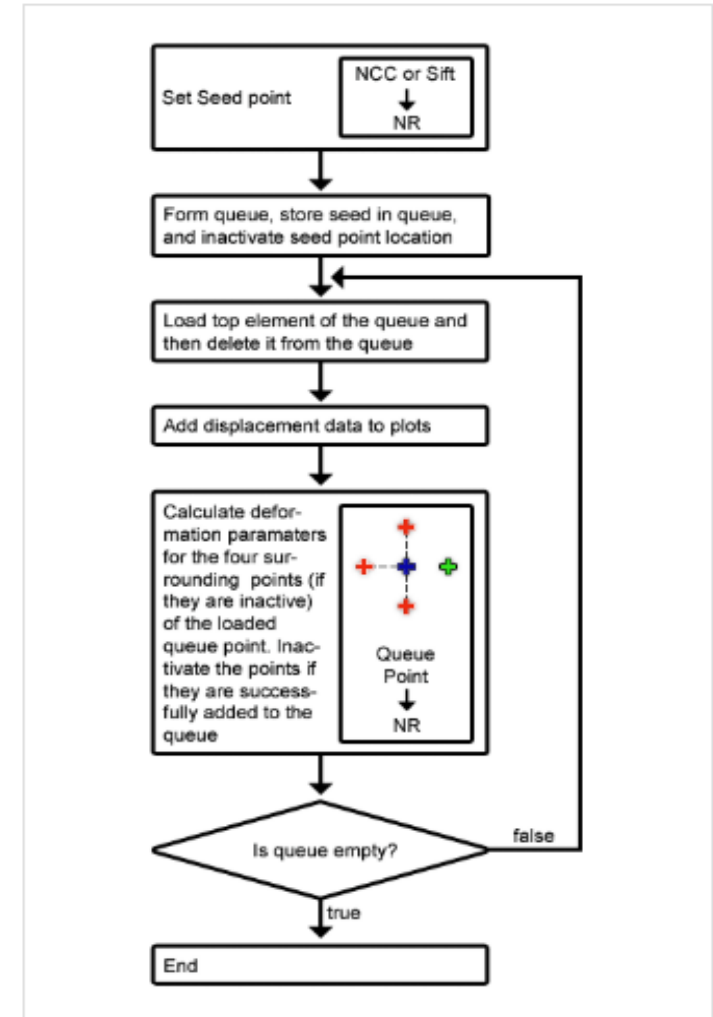 Set Seed point
NCC or Sift
NR
Form queue, store seed in queue,
and inactivate seed point location
Load top element of the queue and
then delete it from the queue
Add displacement data to plots
Calculate defor-
mation paramaters
for the four sur-
rounding points (if
they are inactive)
of the loaded
queue point. Inac-
tivate the points if
they are success-
fully added to the
queue
Queue
Point
NR
Is queue empty?
false
true
End